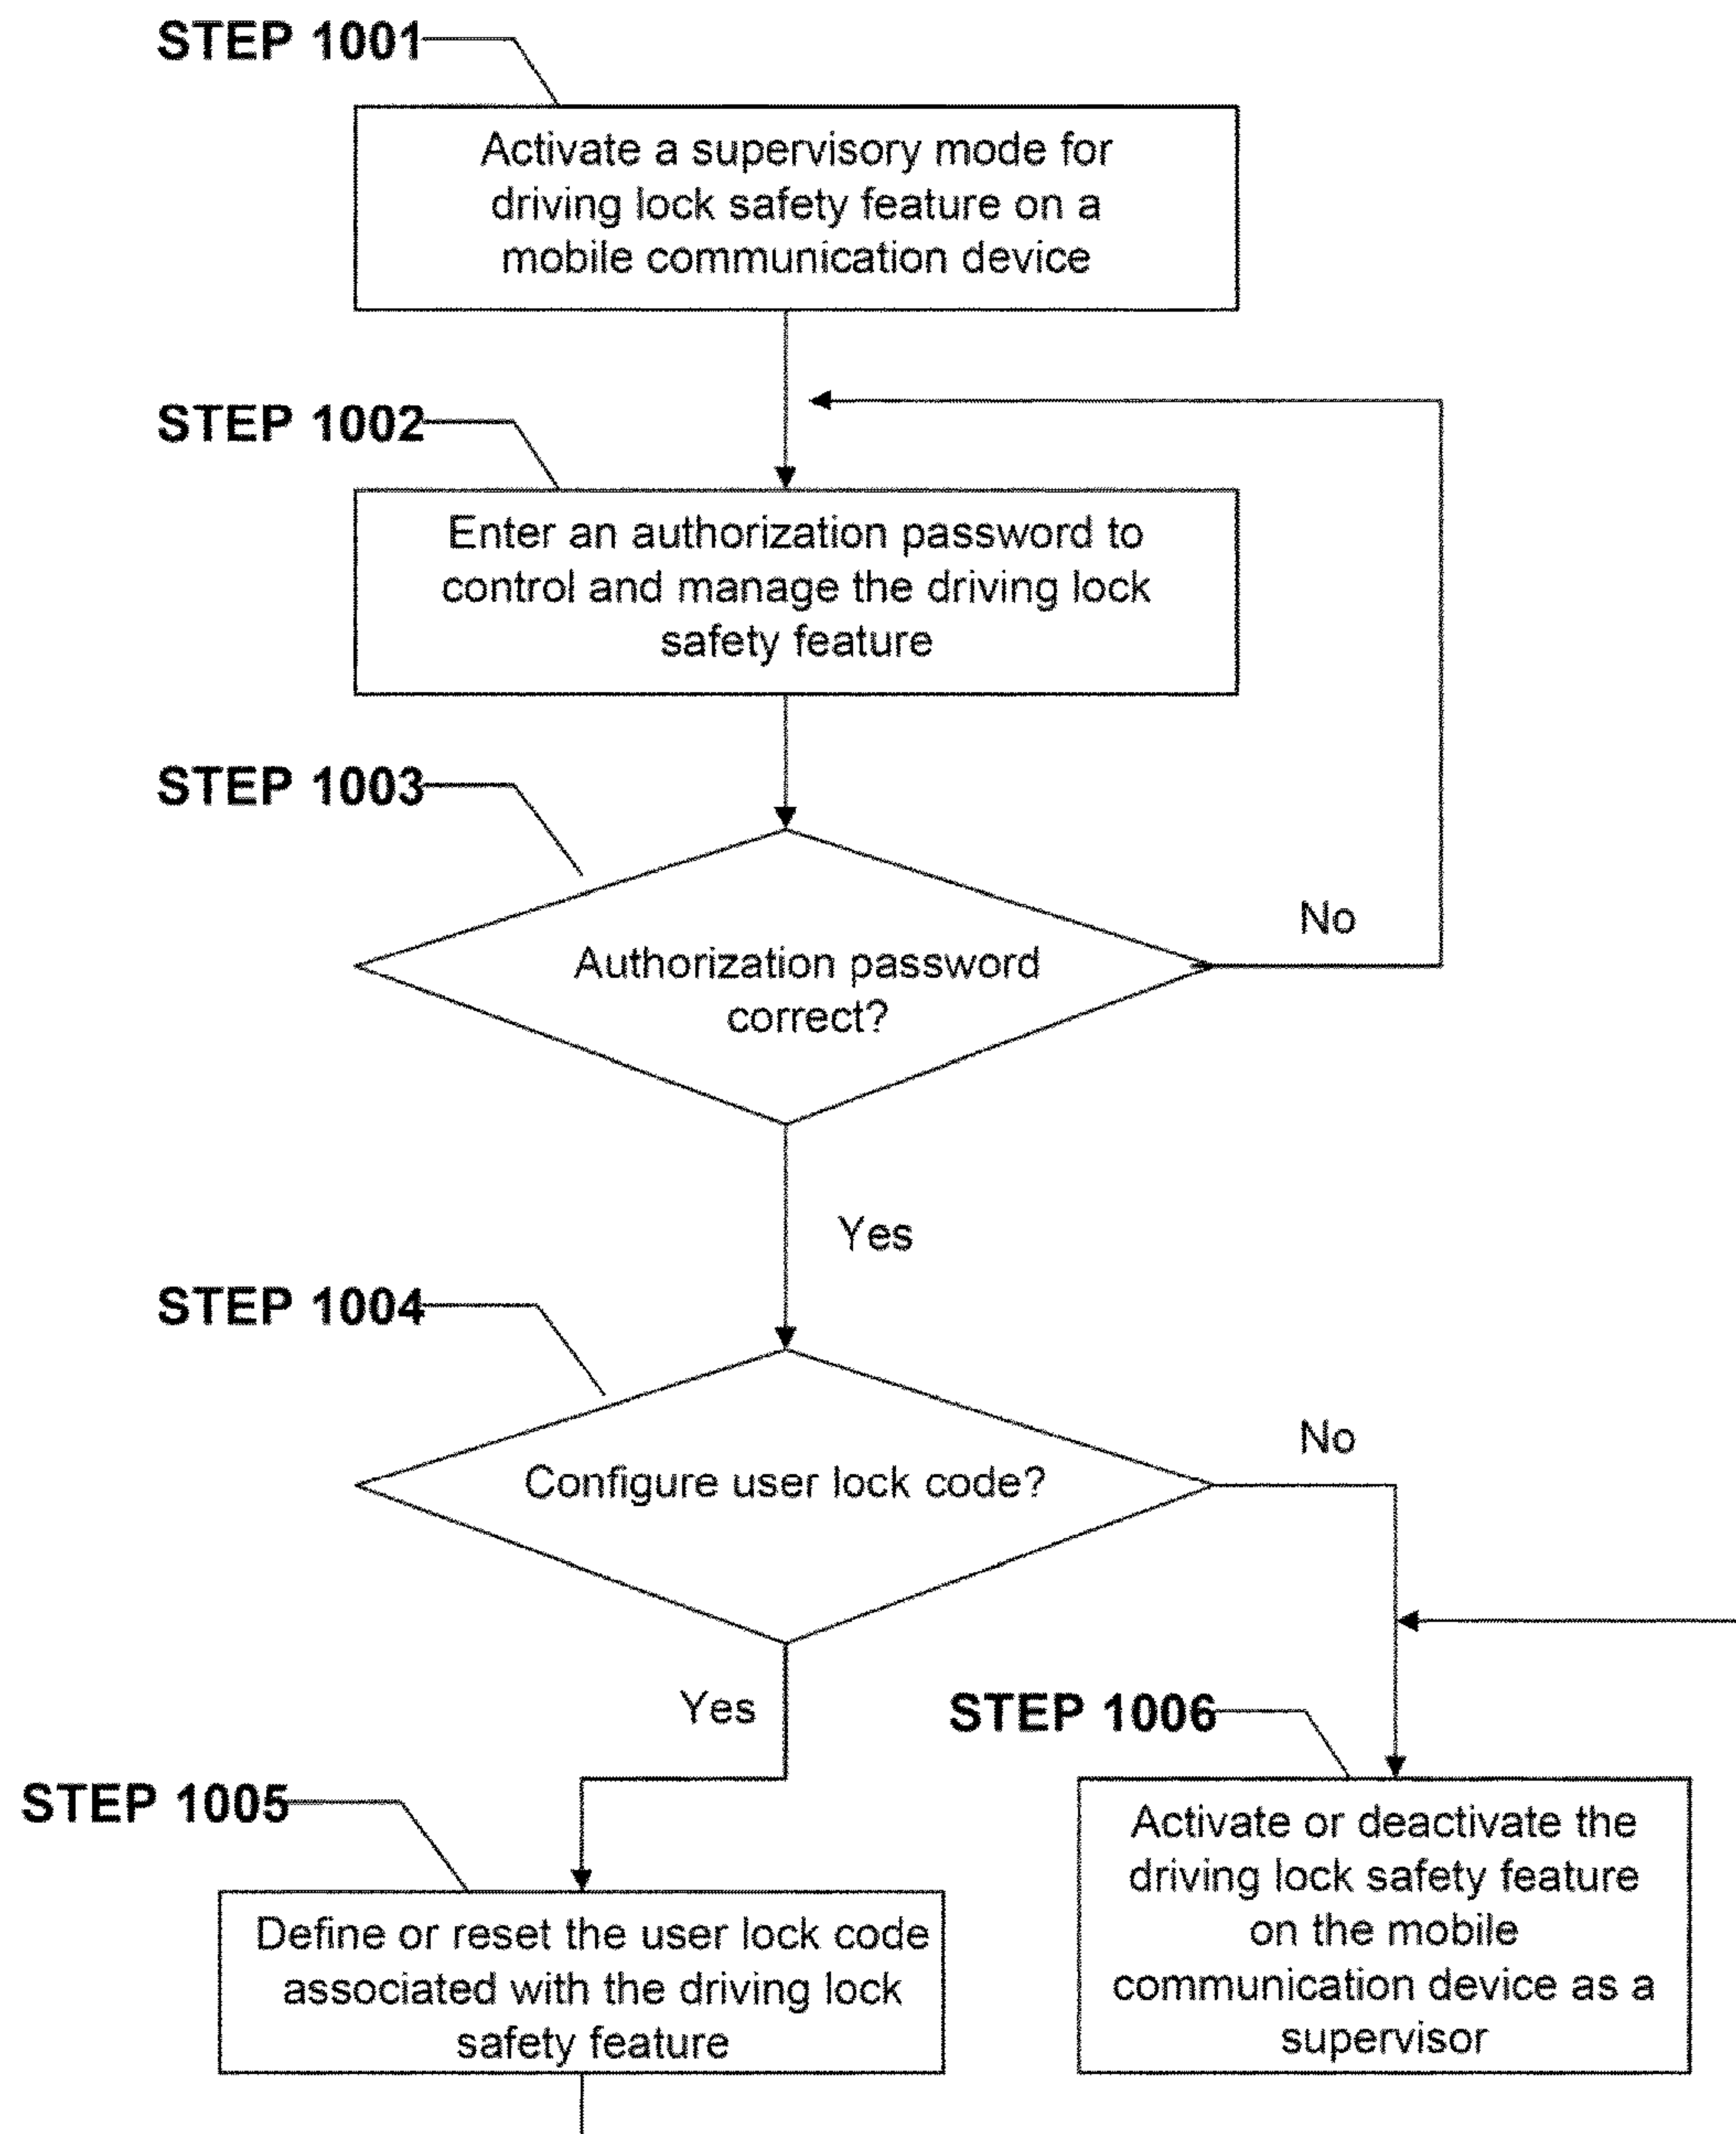 STEP 1001
Activate a supervisory mode for
driving lock safety feature on a
mobile communication device
STEP 1002
Enter an authorization password to
control and manage the driving lock
safety feature
STEP 1003
No
Authorization password
correct?
Yes
STEP 1004
No
Configure user lock code?
Yes
STEP 1005
Define or reset the user lock code
associated with the driving lock
safety feature
STEP 1006
Activate or deactivate the
driving lock safety feature
on the mobile
communication device as a
supervisor